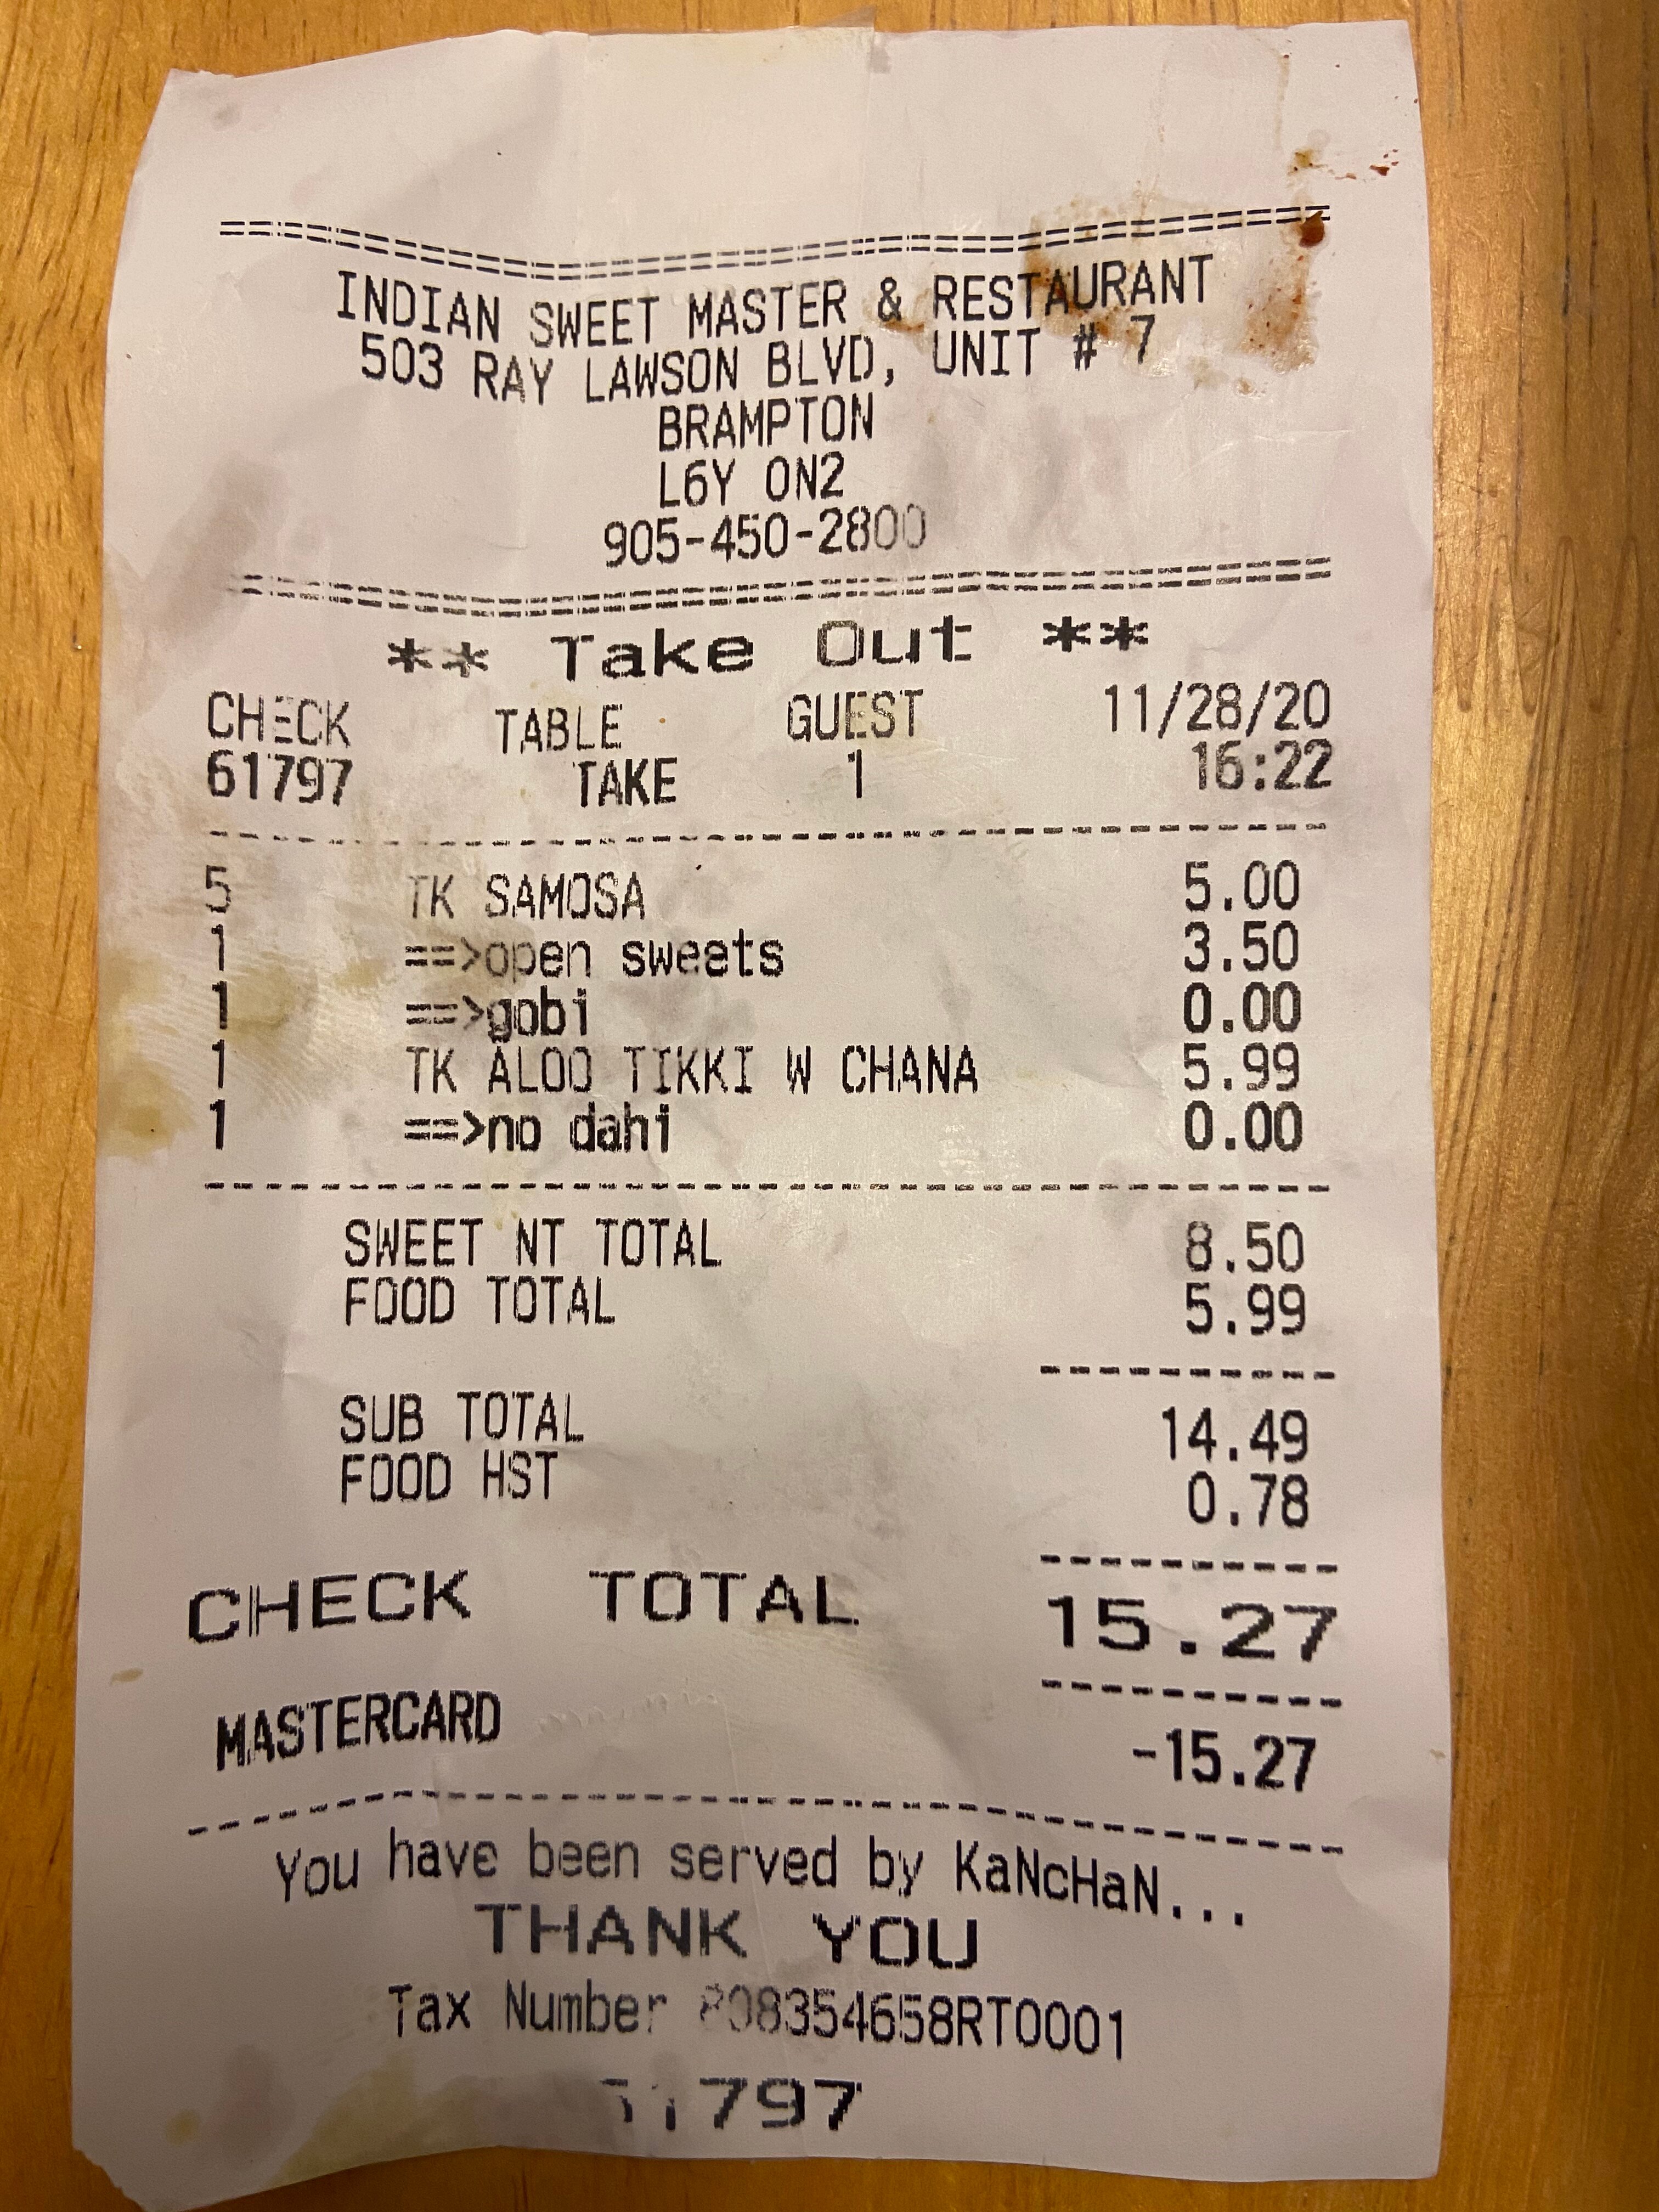 ==========================================
INDIAN SWEET MASTER & RESTAURANT
503 RAY LAWSON BLVD, UNIT # 7
BRAMPTON
L6Y 0N2
905-450-2800
==========================================
** Take Out **
CHECK TABLE GUEST 11/28/20
61797 TAKE 1 16:22
------------------------------------------
5 TK SAMOSA 5.00
1 ==>open sweets 3.50
1 ==>gobi 0.00
1 TK ALOO TIKKI W CHANA 5.99
1 ==>no dahi 0.00
------------------------------------------
SWEET NT TOTAL 8.50
FOOD TOTAL 5.99
-----------
SUB TOTAL 14.49
FOOD HST 0.78
-----------
CHECK TOTAL 15.27
-----------
MASTERCARD -15.27
------------------------------------------
You have been served by KaNcHaN...
THANK YOU
Tax Number 808354658RT0001
61797